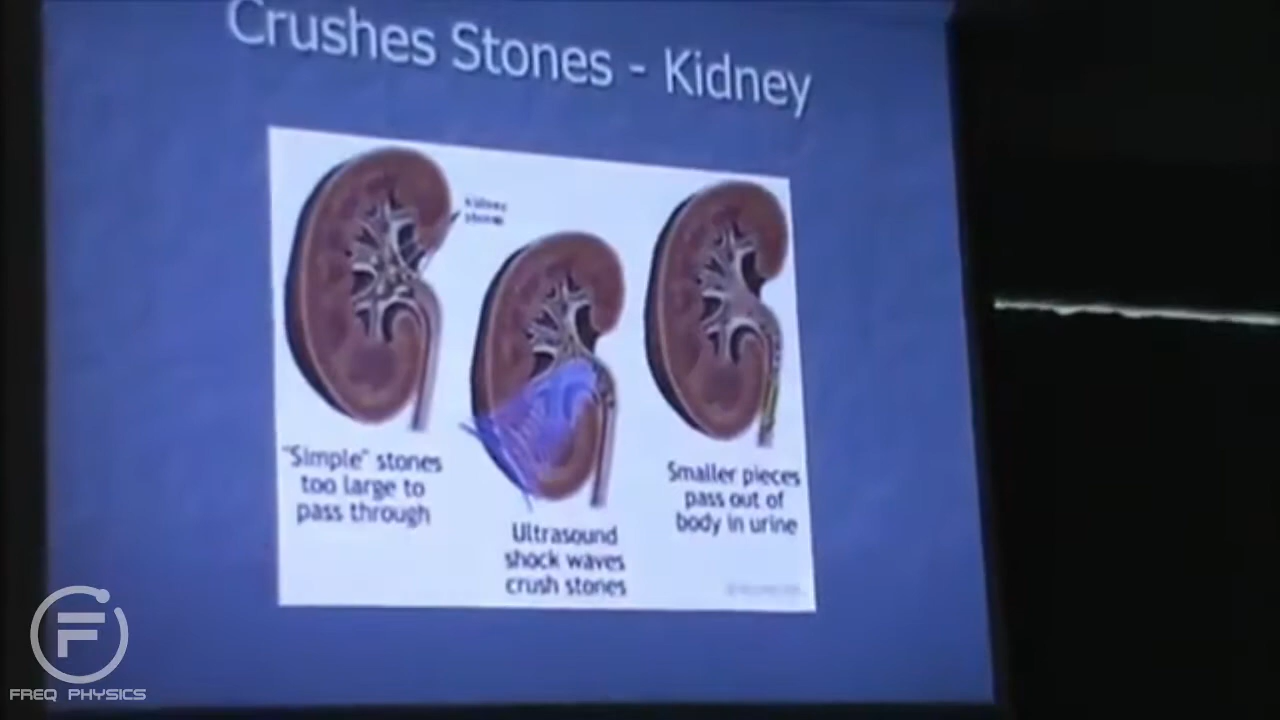 Crushes Stones - Kidney
kidney
stones
"Simple" stones
too large to
pass through
Ultrasound
shock waves
crush stones
Smaller pieces
pass out of
body in urine
F
FREQ PHYSICS